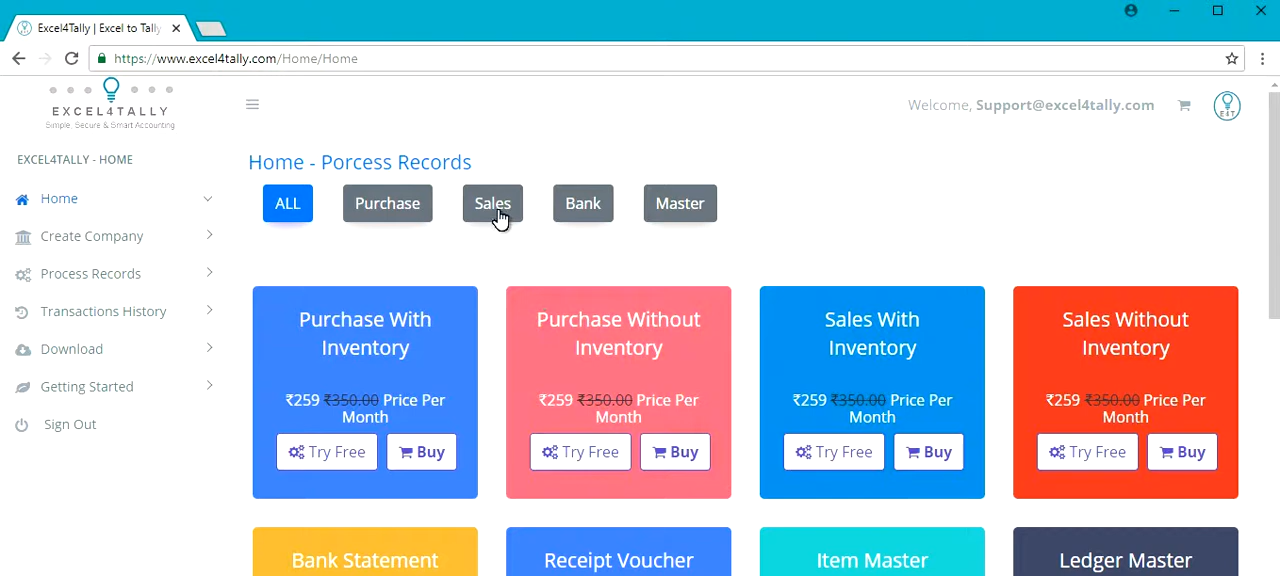 Excel4Tally | Excel to Tally
https://www.excel4tally.com/Home/Home
EXCEL4TALLY
Simple, Secure & Smart Accounting
Welcome, Support@excel4tally.com
E4T
EXCEL4TALLY - HOME
Home
Create Company
Process Records
Transactions History
Download
Getting Started
Sign Out
Home - Porcess Records
ALL
Purchase
Sales
Bank
Master
Purchase With
Inventory
₹259 ₹350.00 Price Per
Month
Try Free
Buy
Purchase Without
Inventory
₹259 ₹350.00 Price Per
Month
Try Free
Buy
Sales With
Inventory
₹259 ₹350.00 Price Per
Month
Try Free
Buy
Sales Without
Inventory
₹259 ₹350.00 Price Per
Month
Try Free
Buy
Bank Statement
Receipt Voucher
Item Master
Ledger Master